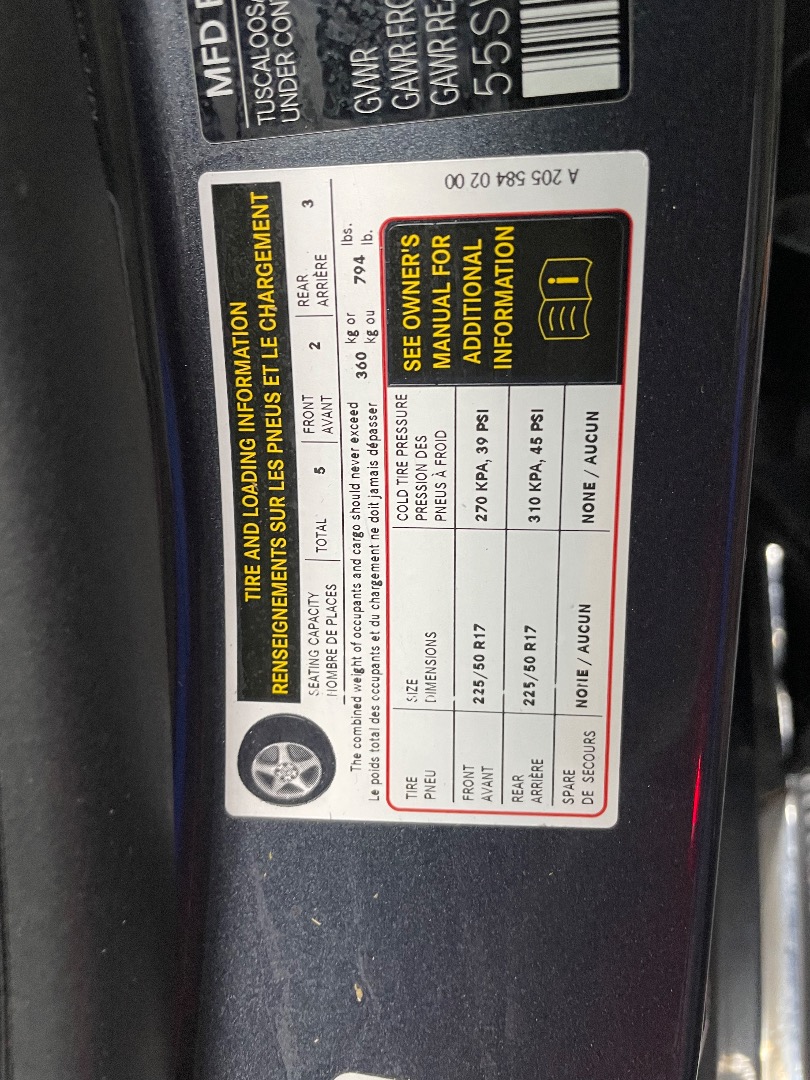 MFD
TUSCALOOSA
UNDER CON
GVWR
GAWR FRO
GAWR REA
55S
TIRE AND LOADING INFORMATION
RENSEIGNEMENTS SUR LES PNEUS ET LE CHARGEMENT
SEATING CAPACITY
NOMBRE DE PLACES
TOTAL 5
FRONT
AVANT
2
REAR
ARRIÈRE
3
The combined weight of occupants and cargo should never exceed 360 kg or 794 lbs.
Le poids total des occupants et du chargement ne doit jamais dépasser kg ou lb.
TIRE
PNEU
SIZE
DIMENSIONS
COLD TIRE PRESSURE
PRESSION DES
PNEUS À FROID
FRONT
AVANT
225/50 R17
270 KPA, 39 PSI
REAR
ARRIÈRE
225/50 R17
310 KPA, 45 PSI
SPARE
DE SECOURS
NONE / AUCUN
NONE / AUCUN
SEE OWNER'S
MANUAL FOR
ADDITIONAL
INFORMATION
A 205 584 02 00